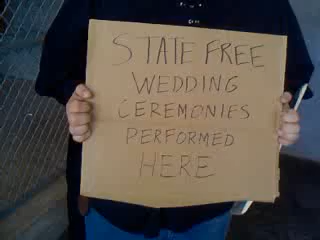 STATE FREE
WEDDING
CEREMONIES
PERFORMED
HERE